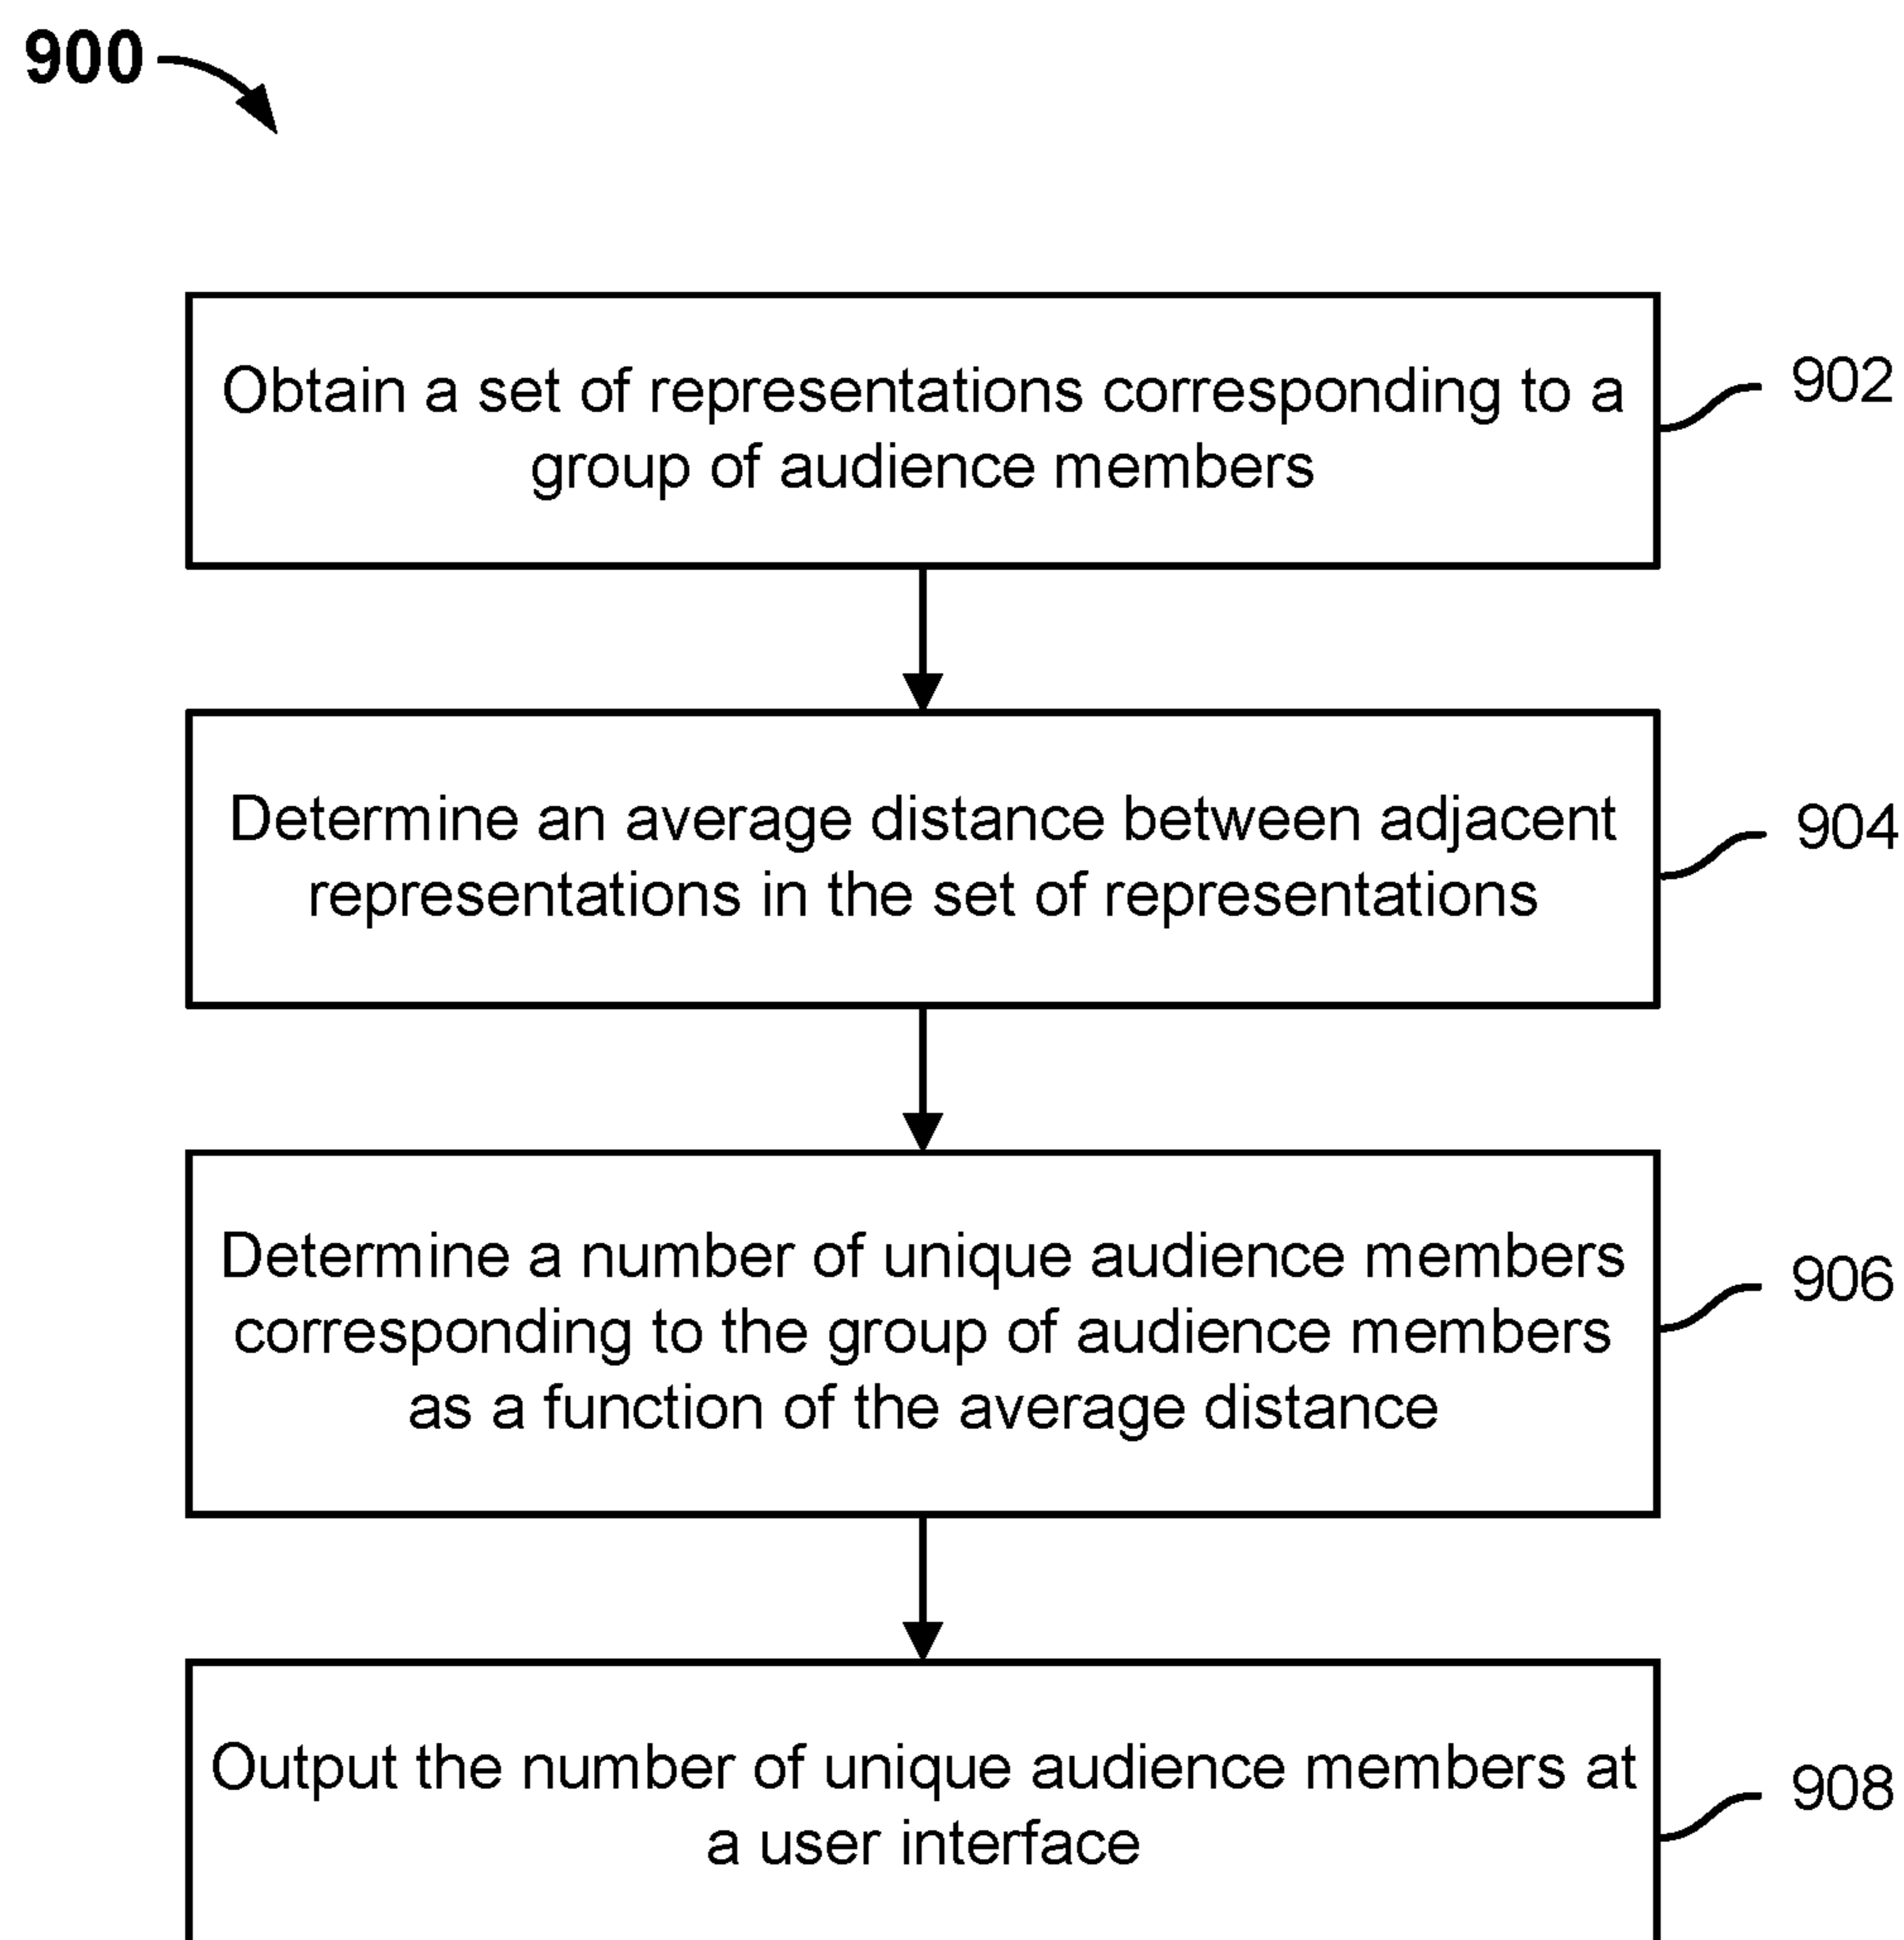 900
Obtain a set of representations corresponding to a
group of audience members
902
Determine an average distance between adjacent
representations in the set of representations
904
Determine a number of unique audience members
corresponding to the group of audience members
as a function of the average distance
906
Output the number of unique audience members at
a user interface
908